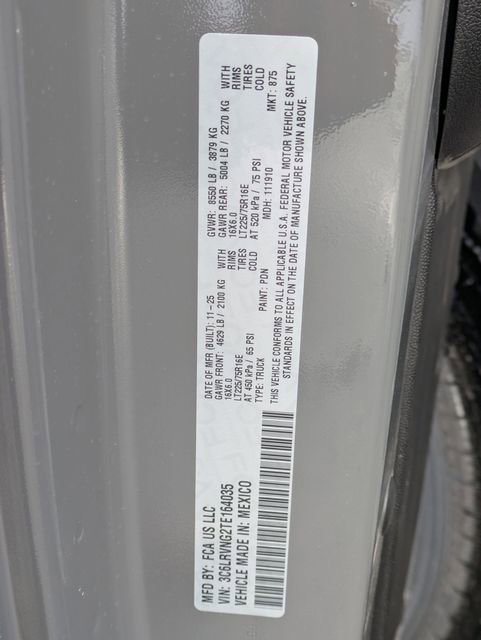 MFD BY: FCA US LLC
VIN: 3C6LRVNG2TE164035
VEHICLE MADE IN: MEXICO
DATE OF MFR (BUILT): 11-25 GVWR: 8550 LB / 3879 KG
GAWR FRONT: 4629 LB / 2100 KG WITH GAWR REAR: 5004 LB / 2270 KG WITH
16X6.0 RIMS 16X6.0 RIMS
LT225/75R16E TIRES LT225/75R16E TIRES
AT 450 kPa / 65 PSI COLD AT 520 kPa / 75 PSI COLD
TYPE: TRUCK PAINT: PDN MDH: 111910 MKT: 875
THIS VEHICLE CONFORMS TO ALL APPLICABLE U.S.A. FEDERAL MOTOR VEHICLE SAFETY
STANDARDS IN EFFECT ON THE DATE OF MANUFACTURE SHOWN ABOVE.